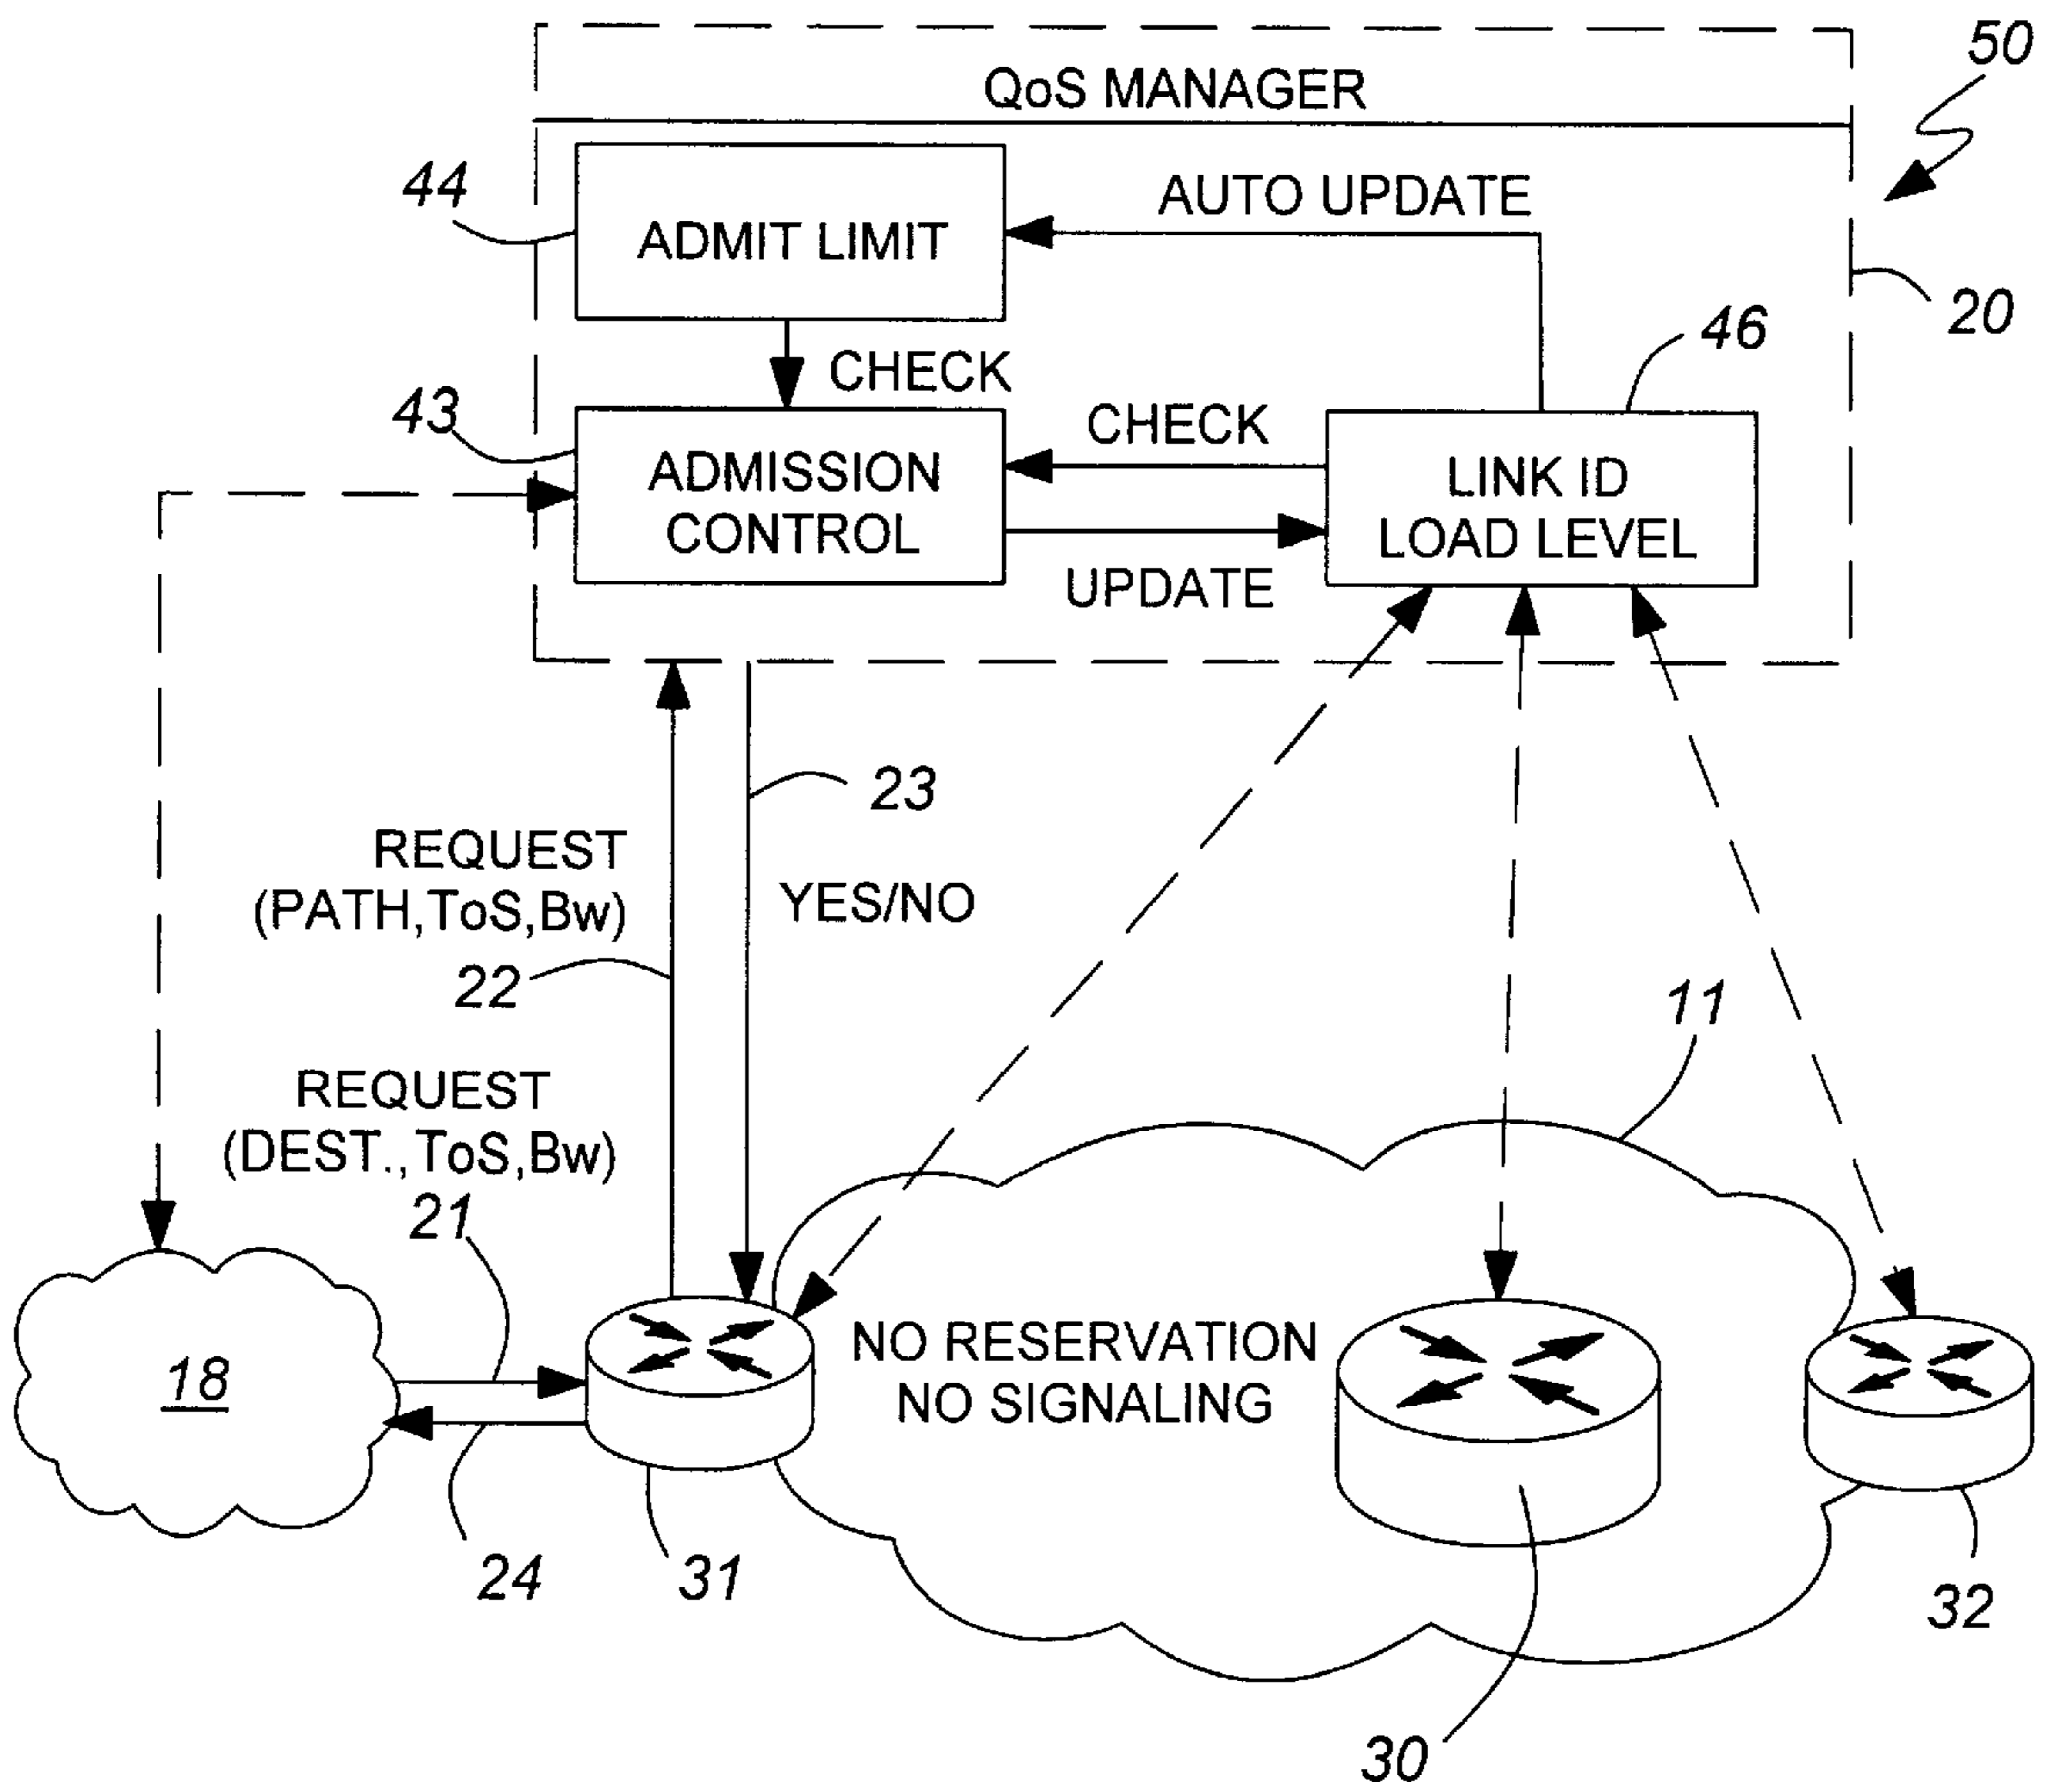 50
QoS MANAGER
44
ADMIT LIMIT
AUTO UPDATE
20
46
CHECK
43
CHECK
ADMISSION
CONTROL
LINK ID
LOAD LEVEL
UPDATE
23
REQUEST
(PATH,ToS,Bw)
YES/NO
22
11
REQUEST
(DEST.,ToS,Bw)
21
18
NO RESERVATION
NO SIGNALING
24
31
32
30